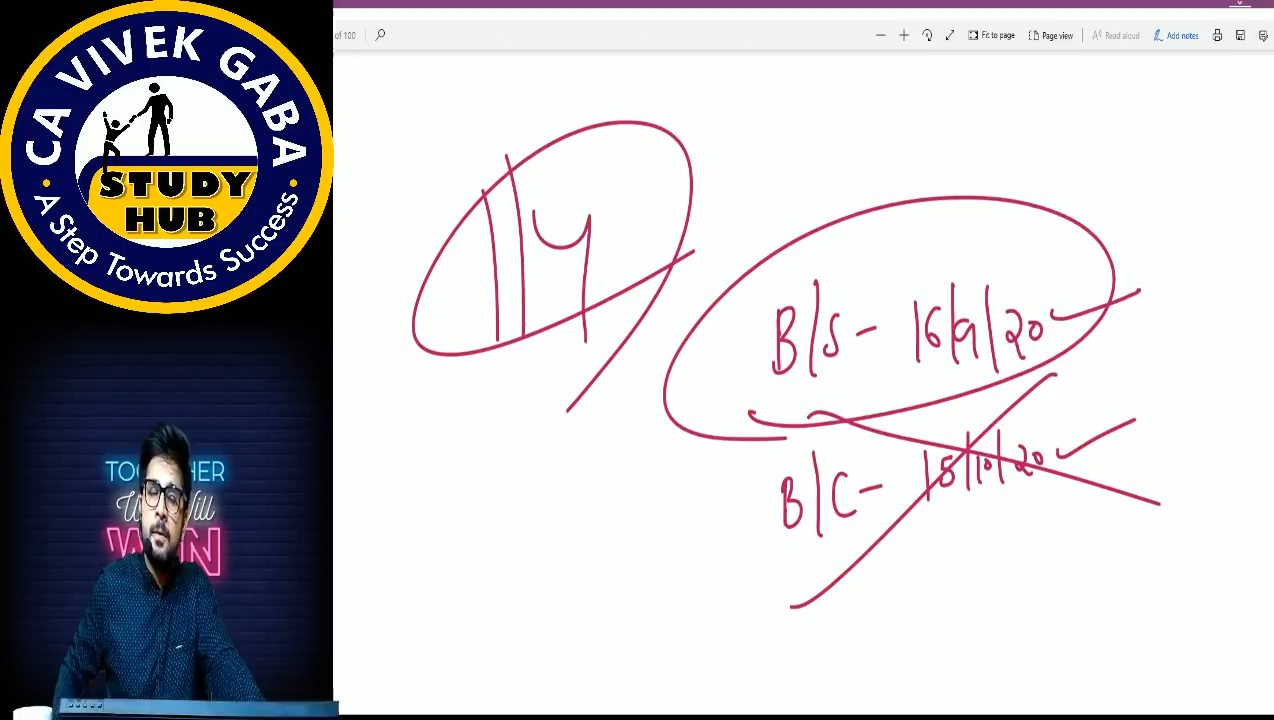 CA VIVEK GABA
STUDY
HUB
A Step Towards Success
of 100
Fit to page
Page view
Read aloud
Add notes
114
B/S - 16/9/20
B/C - 15/10/20
TOGETHER
We Will
WIN